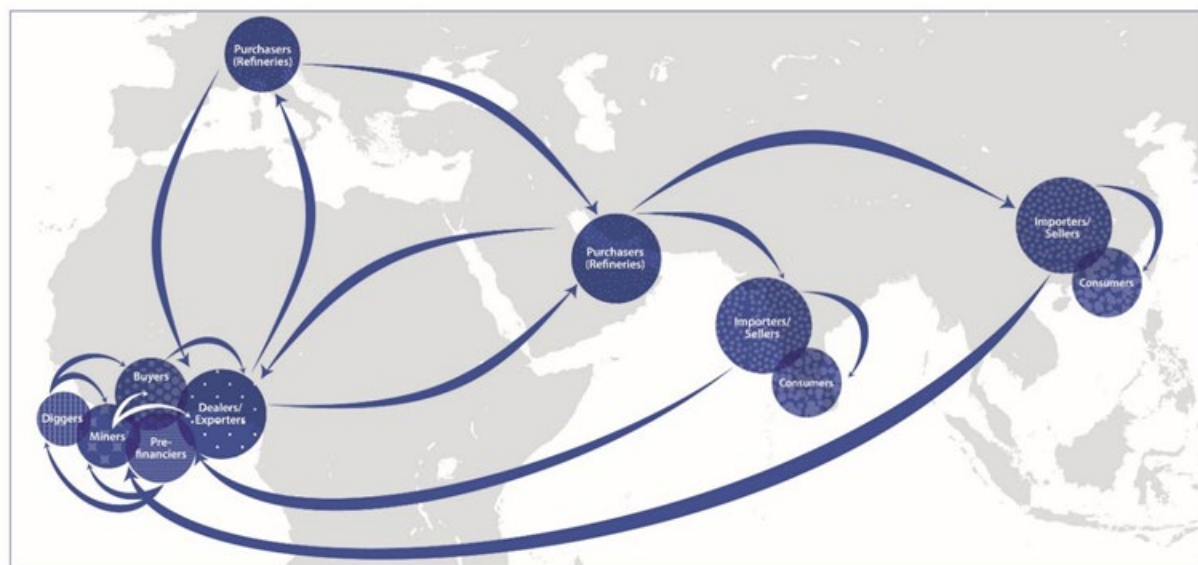 Purchasers
(Refineries)
Purchasers
(Refineries)
Importers/
Sellers
Consumers
Importers/
Sellers
Consumers
Buyers
Diggers
Miners
Pre-
financiers
Dealers/
Exporters